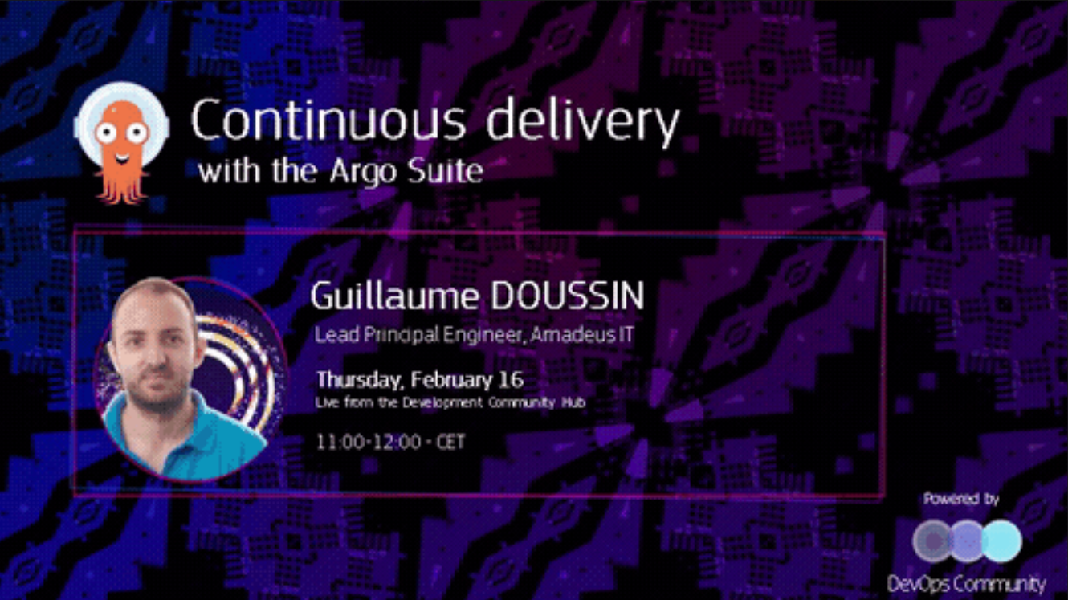 Continuous delivery
with the Argo Suite
Guillaume DOUSSIN
Lead Principal Engineer, Amadeus IT
Thursday, February 16
Live from the Development Community Hub
11:00-12:00 - CET
Powered by
DevOps Community